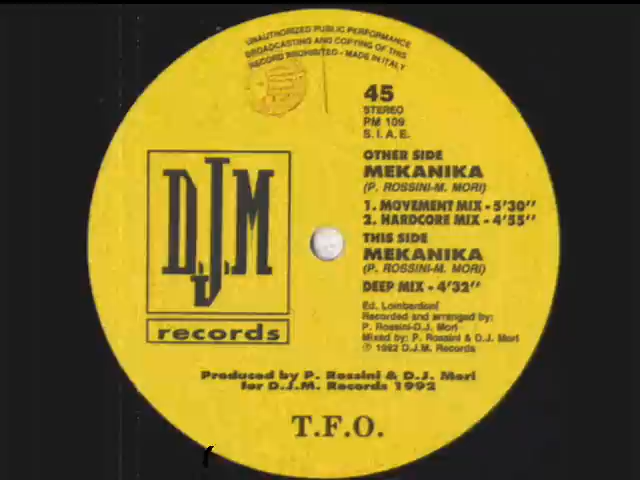 UNAUTHORIZED PUBLIC PERFORMANCE
BROADCASTING AND COPYING OF THIS
RECORD PROHIBITED - MADE IN ITALY
45
STEREO
PM 109
S. I. A. E.
OTHER SIDE
MEKANIKA
(P. ROSSINI-M. MORI)
1. MOVEMENT MIX - 5'30"
2. HARDCORE MIX - 4'55"
THIS SIDE
MEKANIKA
(P. ROSSINI-M. MORI)
DEEP MIX - 4'32"
Ed. Lombardoni
Recorded and arranged by:
P. Rossini-D.J. Mori
Mixed by: P. Rossini & D.J. Mori
℗ 1992 D.J.M. Records
D.J.M
records
Produced by P. Rossini & D.J. Mori
for D.J.M. Records 1992
T.F.O.